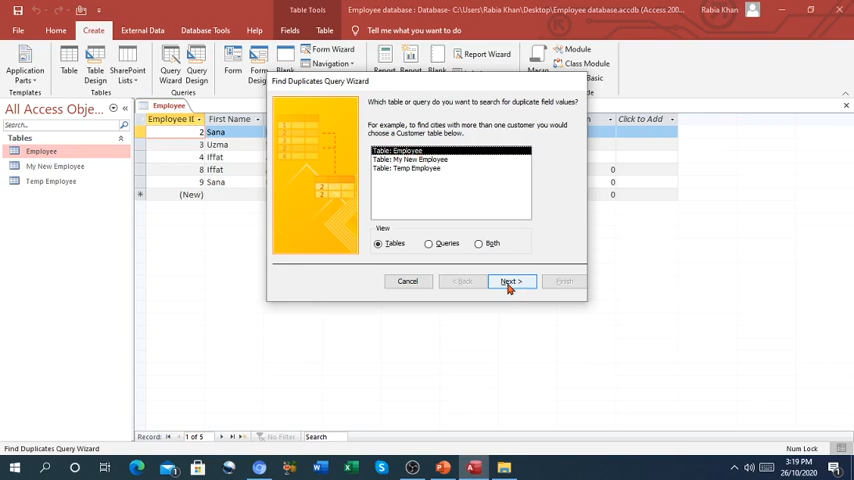 Table Tools
Employee database : Database- C:\Users\Rabia Khan\Desktop\Employee database.accdb (Access 200...
Rabia Khan
File
Home
Create
External Data
Database Tools
Help
Fields
Table
Tell me what you want to do
Application
Parts
Templates
Table
Table
Design
SharePoint
Lists
Tables
Query
Wizard
Query
Design
Queries
Form
Form
Blank
Form Wizard
Navigation
Report
Report
Blank
Report Wizard
Macro
Module
Class Module
Basic
All Access Obje...
Search...
Tables
Employee
My New Employee
Temp Employee
Employee
Employee ID
First Name
Click to Add
2 Sana
3 Uzma
4 Iffat
8 Iffat 0
9 Sana 0
(New) 0
Find Duplicates Query Wizard
Which table or query do you want to search for duplicate field values?
For example, to find cities with more than one customer you would
choose a Customer table below.
Table: Employee
Table: My New Employee
Table: Temp Employee
View
Tables
Queries
Both
Cancel
< Back
Next >
Finish
Record:
1 of 5
No Filter
Search
Find Duplicates Query Wizard
Num Lock
3:19 PM
26/10/2020